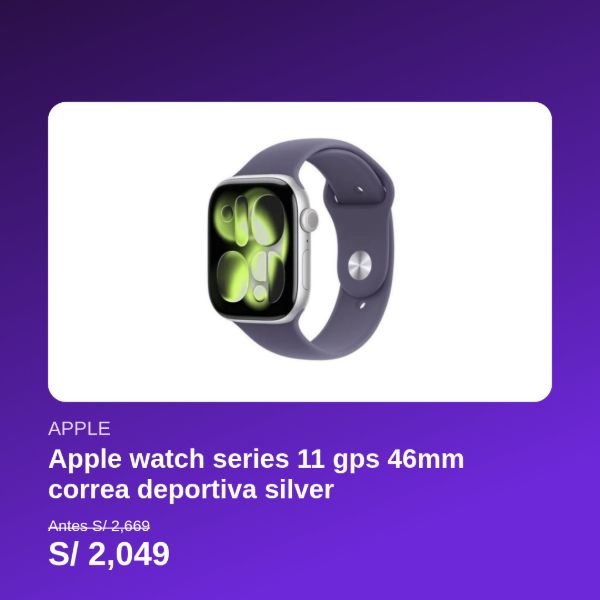 APPLE
Apple watch series 11 gps 46mm
correa deportiva silver
Antes S/ 2,669
S/ 2,049